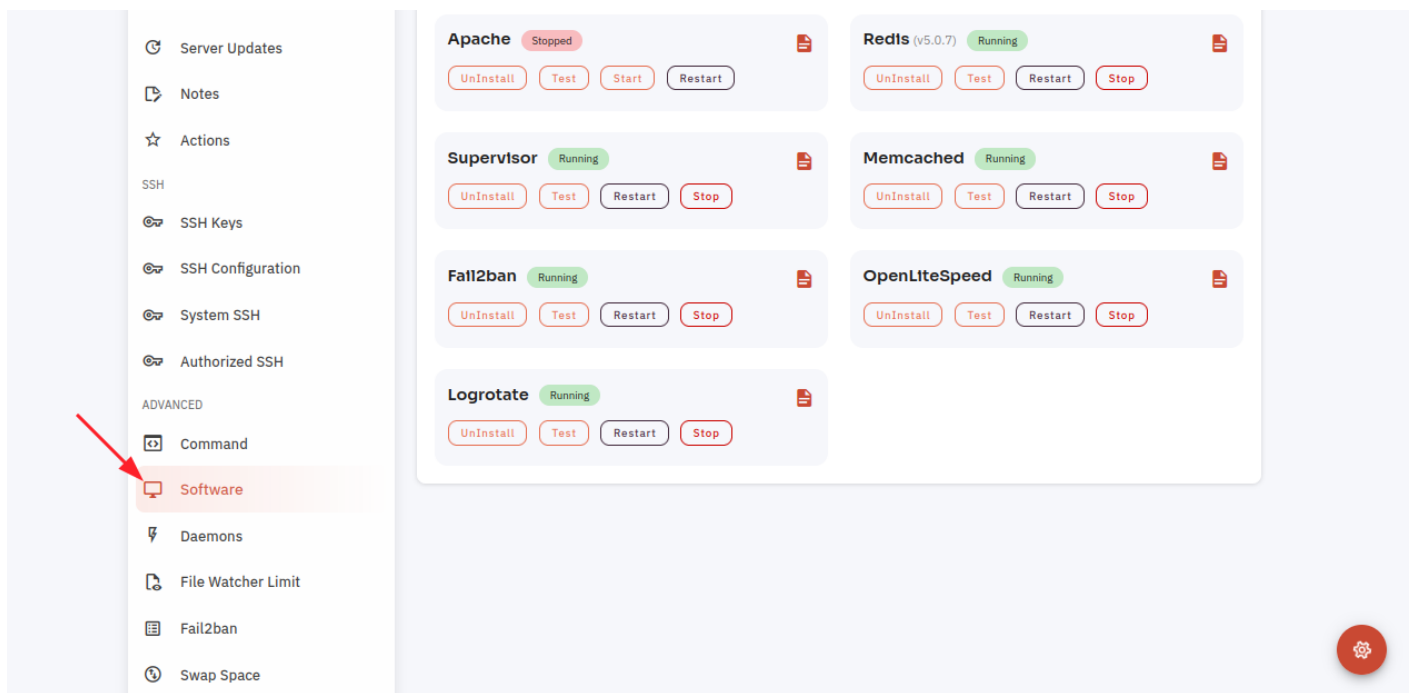 Server Updates
Notes
Actions
SSH
SSH Keys
SSH Configuration
System SSH
Authorized SSH
ADVANCED
Command
Software
Daemons
File Watcher Limit
Fail2ban
Swap Space
Apache Stopped
UnInstall Test Start Restart
Redis (v5.0.7) Running
UnInstall Test Restart Stop
Supervisor Running
UnInstall Test Restart Stop
Memcached Running
UnInstall Test Restart Stop
Fail2ban Running
UnInstall Test Restart Stop
OpenLiteSpeed Running
UnInstall Test Restart Stop
Logrotate Running
UnInstall Test Restart Stop